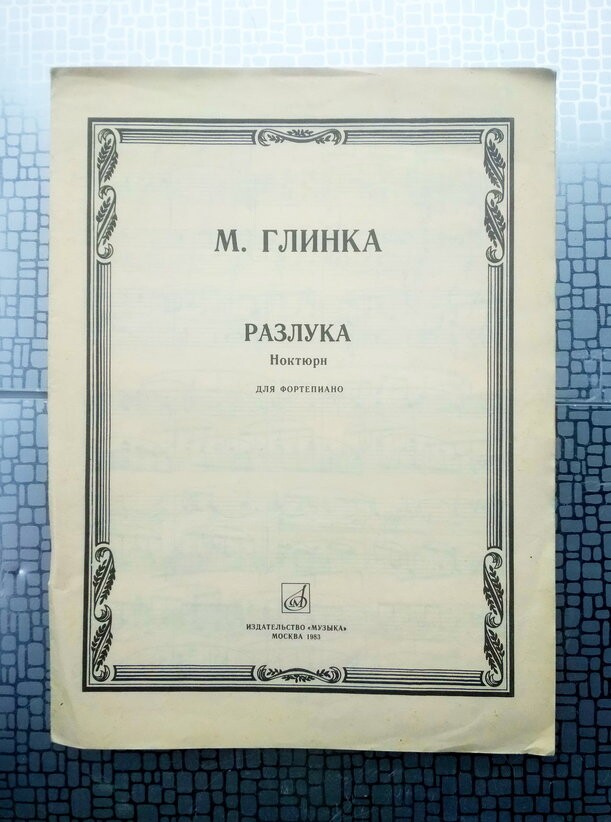 М. ГЛИНКА
РАЗЛУКА
Ноктюрн
ДЛЯ ФОРТЕПИАНО
ИЗДАТЕЛЬСТВО «МУЗЫКА»
МОСКВА 1983